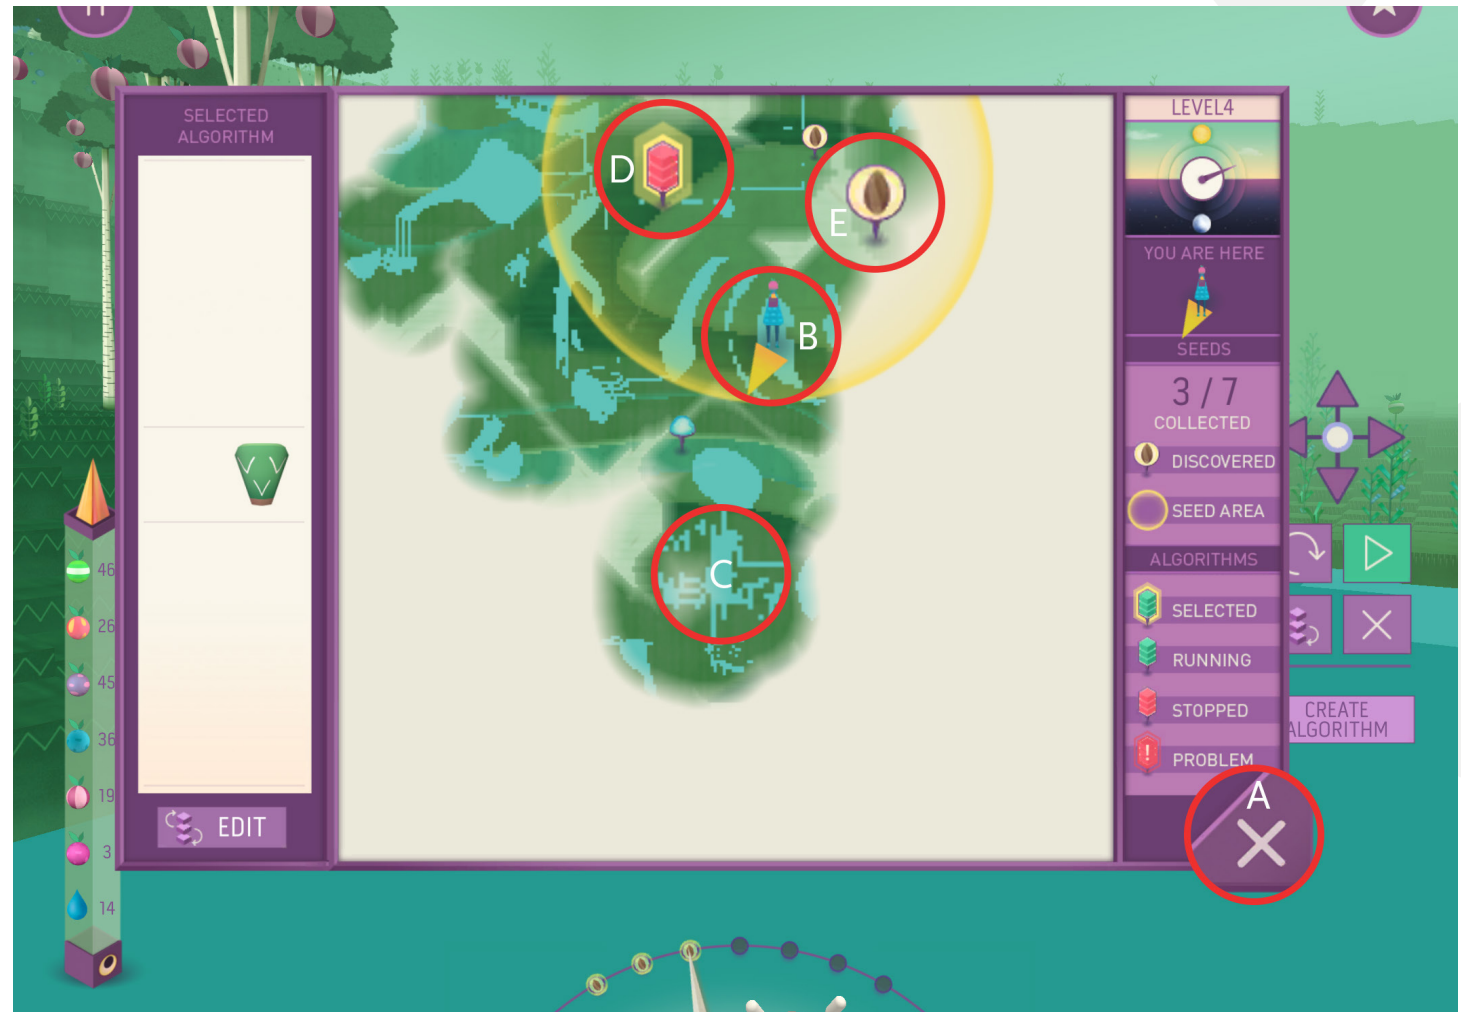 SELECTED
ALGORITHM
EDIT
46
26
45
36
19
3
14
D
E
B
C
A
LEVEL4
YOU ARE HERE
SEEDS
3 / 7
COLLECTED
DISCOVERED
SEED AREA
ALGORITHMS
SELECTED
RUNNING
STOPPED
! PROBLEM
CREATE
ALGORITHM